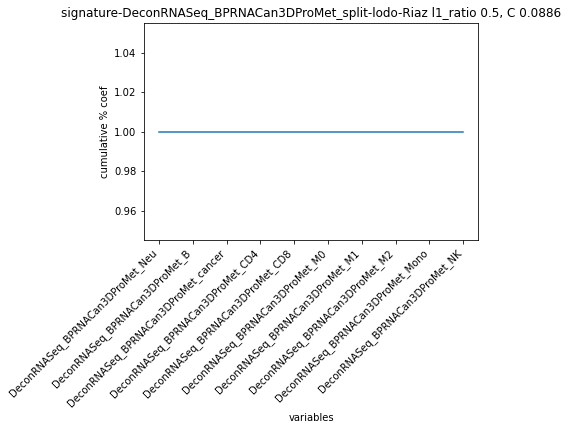 signature-DeconRNASeq_BPRNACan3DProMet_split-lodo-Riaz l1_ratio 0.5, C 0.0886
cumulative % coef
1.04
1.02
1.00
0.98
0.96
DeconRNASeq_BPRNACan3DProMet_Neu
DeconRNASeq_BPRNACan3DProMet_B
DeconRNASeq_BPRNACan3DProMet_cancer
DeconRNASeq_BPRNACan3DProMet_CD4
DeconRNASeq_BPRNACan3DProMet_CD8
DeconRNASeq_BPRNACan3DProMet_M0
DeconRNASeq_BPRNACan3DProMet_M1
DeconRNASeq_BPRNACan3DProMet_M2
DeconRNASeq_BPRNACan3DProMet_Mono
DeconRNASeq_BPRNACan3DProMet_NK
variables